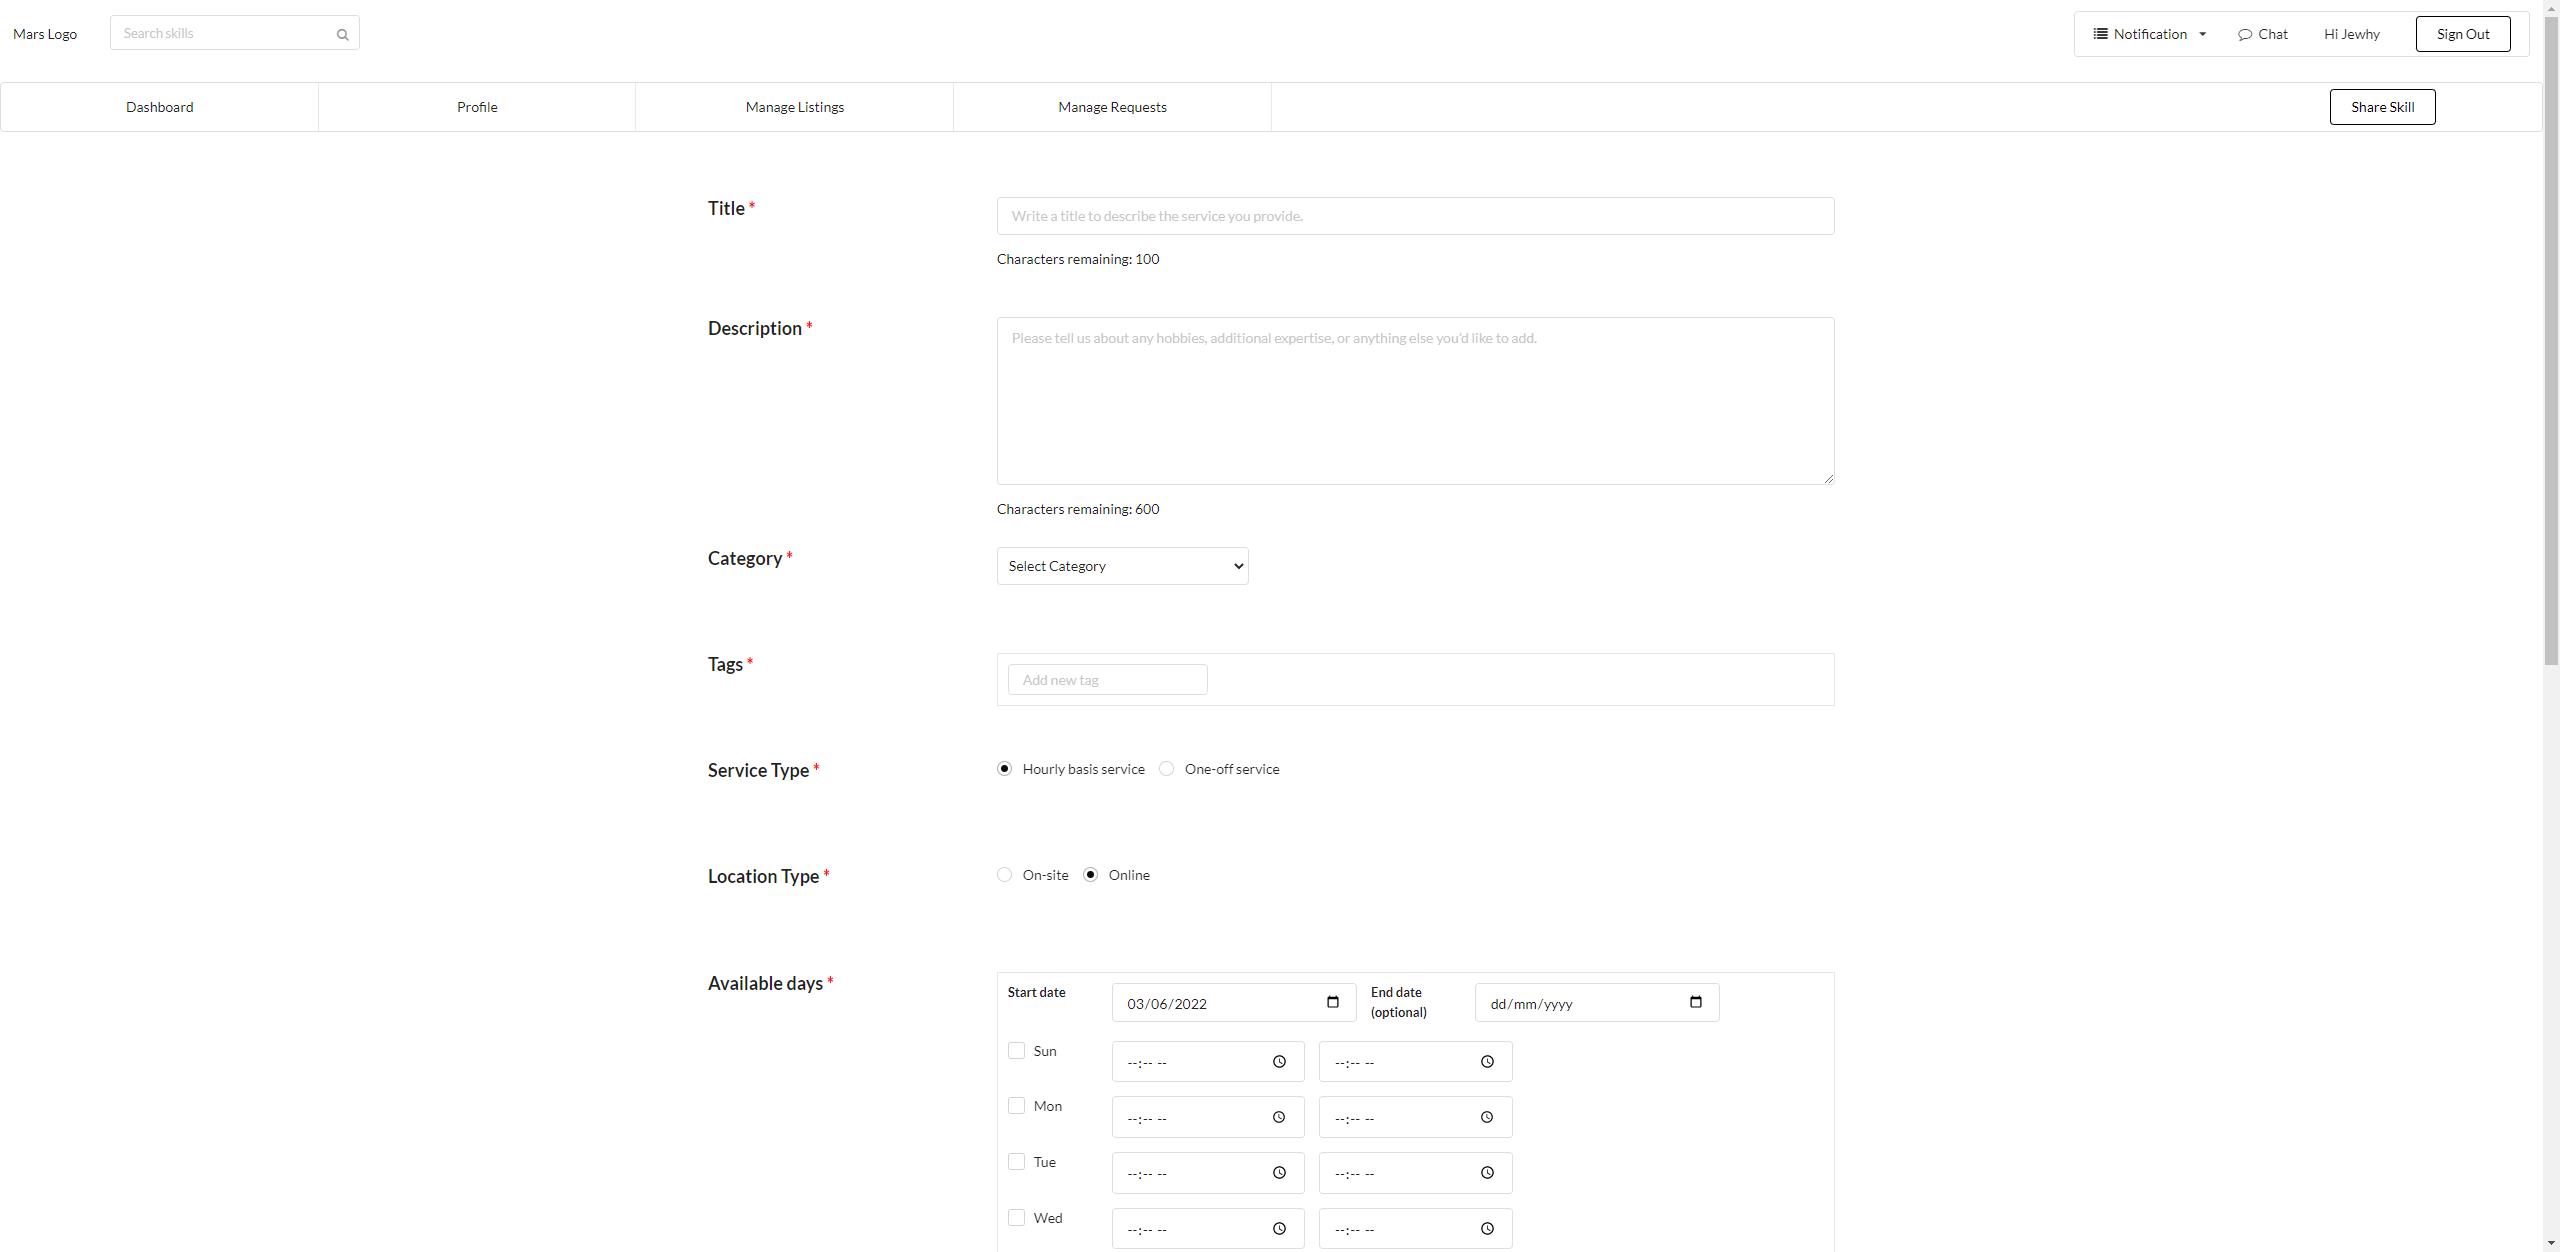 Mars Logo
Search skills
Notification
Chat
Hi Jewhy
Sign Out
Dashboard
Profile
Manage Listings
Manage Requests
Share Skill
Title *
Write a title to describe the service you provide.
Characters remaining: 100
Description *
Please tell us about any hobbies, additional expertise, or anything else you'd like to add.
Characters remaining: 600
Category *
Select Category
Tags *
Add new tag
Service Type *
Hourly basis service
One-off service
Location Type *
On-site
Online
Available days *
Start date
03/06/2022
End date
(optional)
dd/mm/yyyy
Sun
--:-- --
--:-- --
Mon
--:-- --
--:-- --
Tue
--:-- --
--:-- --
Wed
--:-- --
--:-- --